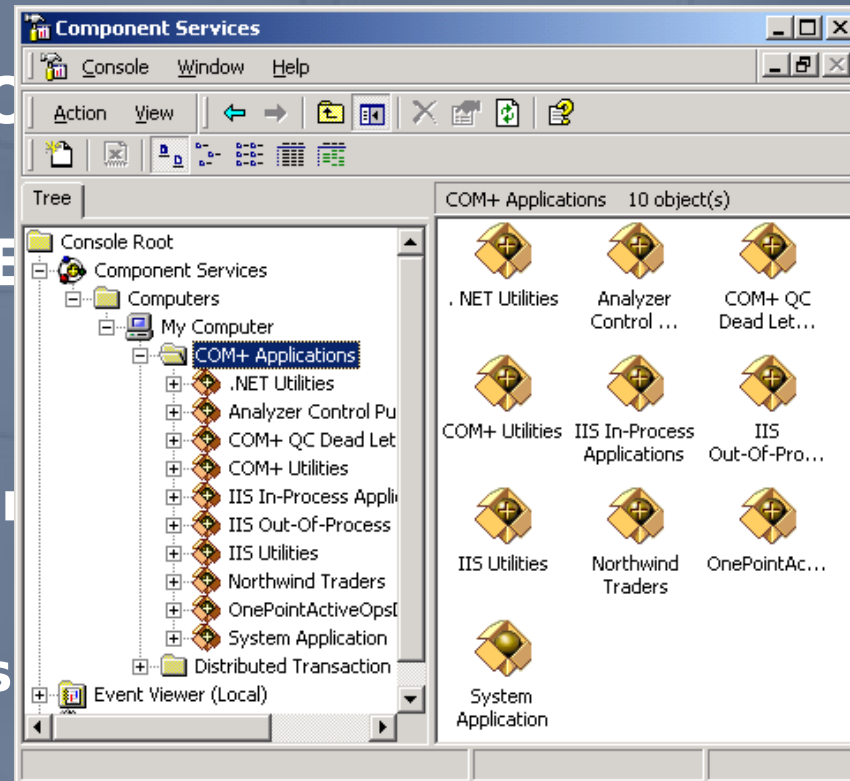 Component Services
Console Window Help
Action View
Tree
COM+ Applications 10 object(s)
Console Root
Component Services
Computers
My Computer
COM+ Applications
.NET Utilities
Analyzer Control Pu
COM+ QC Dead Let
COM+ Utilities
IIS In-Process Appli
IIS Out-Of-Process
IIS Utilities
Northwind Traders
OnePointActiveOps
System Application
Distributed Transaction
Event Viewer (Local)
. NET Utilities
Analyzer
Control ...
COM+ QC
Dead Let...
COM+ Utilities
IIS In-Process
Applications
IIS
Out-Of-Pro...
IIS Utilities
Northwind
Traders
OnePointAc...
System
Application